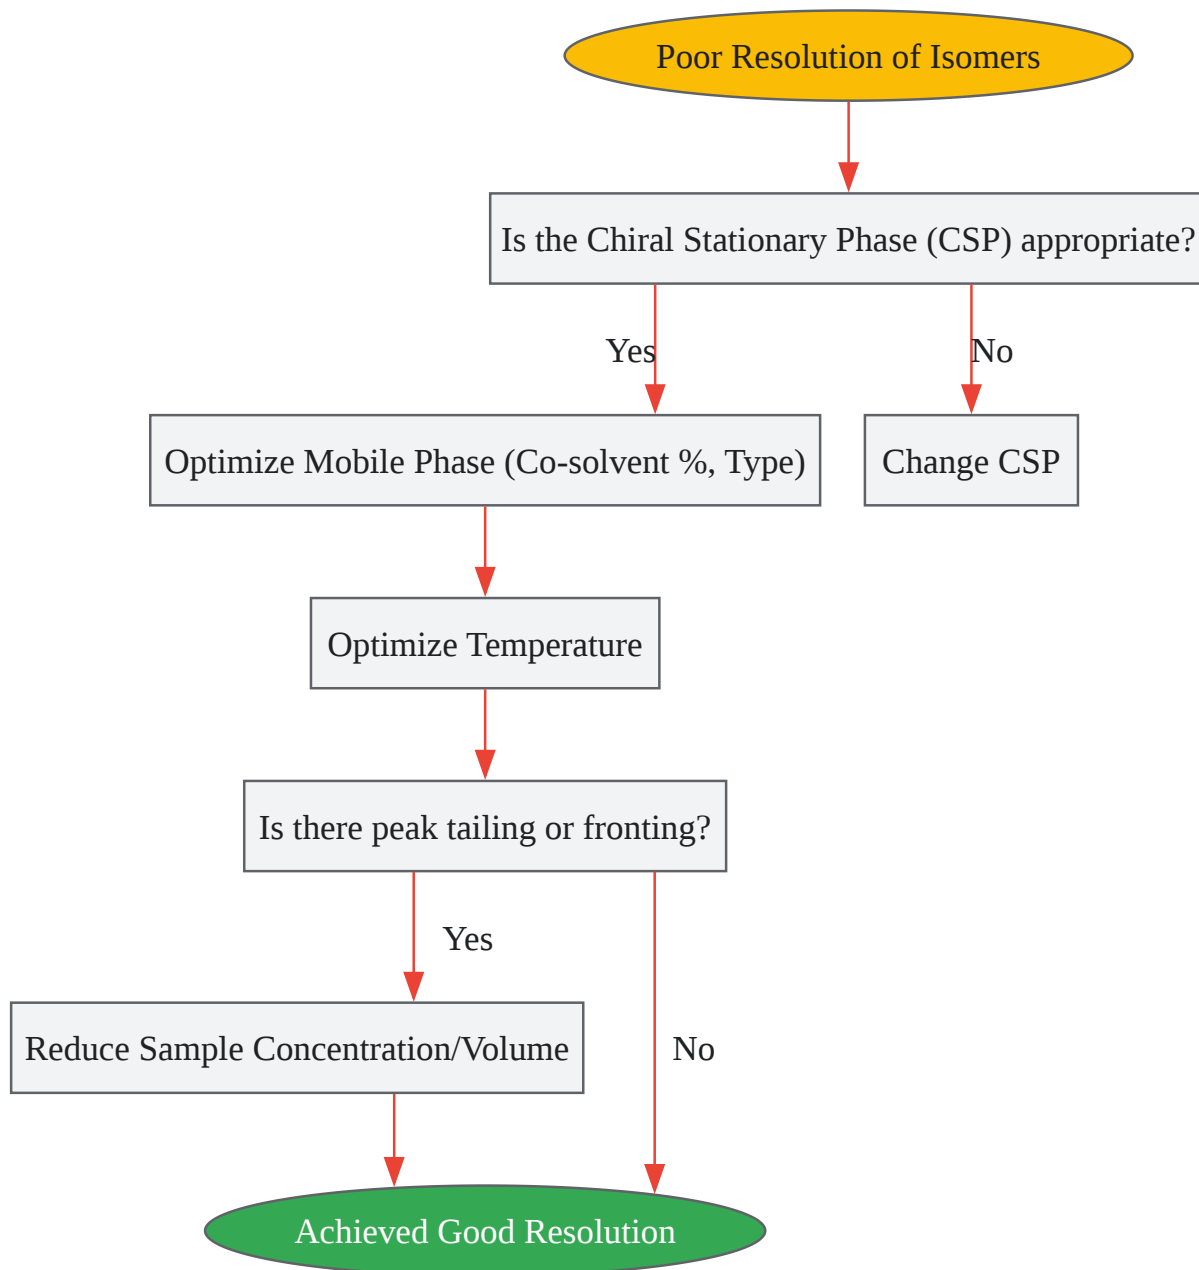 Poor Resolution of Isomers
Is the Chiral Stationary Phase (CSP) appropriate?
Yes
No
Optimize Mobile Phase (Co-solvent %, Type)
Change CSP
Optimize Temperature
Is there peak tailing or fronting?
Yes
Reduce Sample Concentration/Volume
No
Achieved Good Resolution